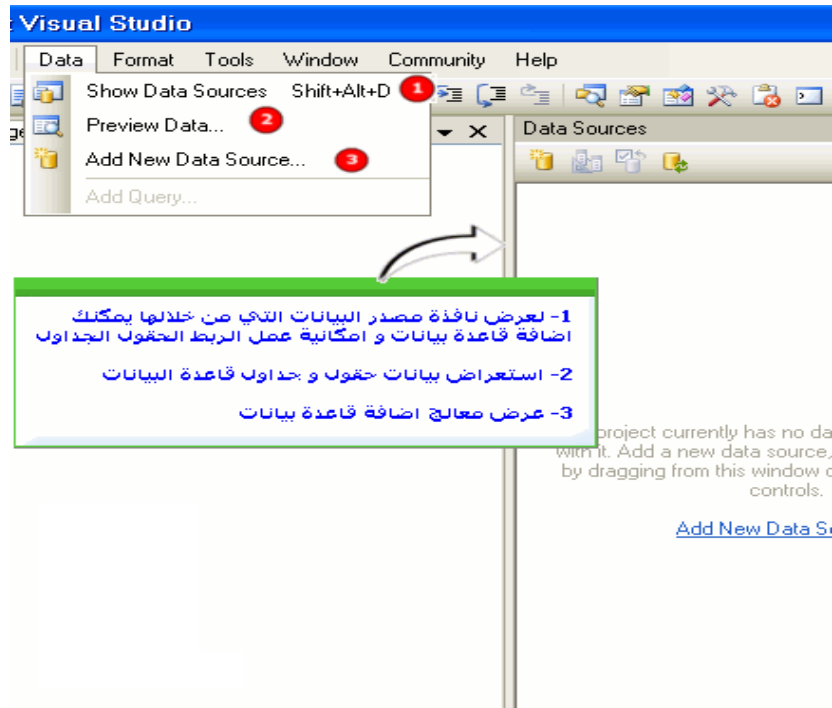 Visual Studio
Data Format Tools Window Community Help
Show Data Sources Shift+Alt+D 1
Preview Data... 2
Add New Data Source... 3
Add Query...
Data Sources
1- لعرض نافذة مصدر البيانات التي من خلالها يمكنك
اضافة قاعدة بيانات و امكانية عمل الربط الحقول الجداول
2- استعراض بيانات حقول و جداول قاعدة البيانات
3- عرض معالج اضافة قاعدة بيانات
project currently has no da
with it. Add a new data source,
by dragging from this window
controls.
Add New Data S